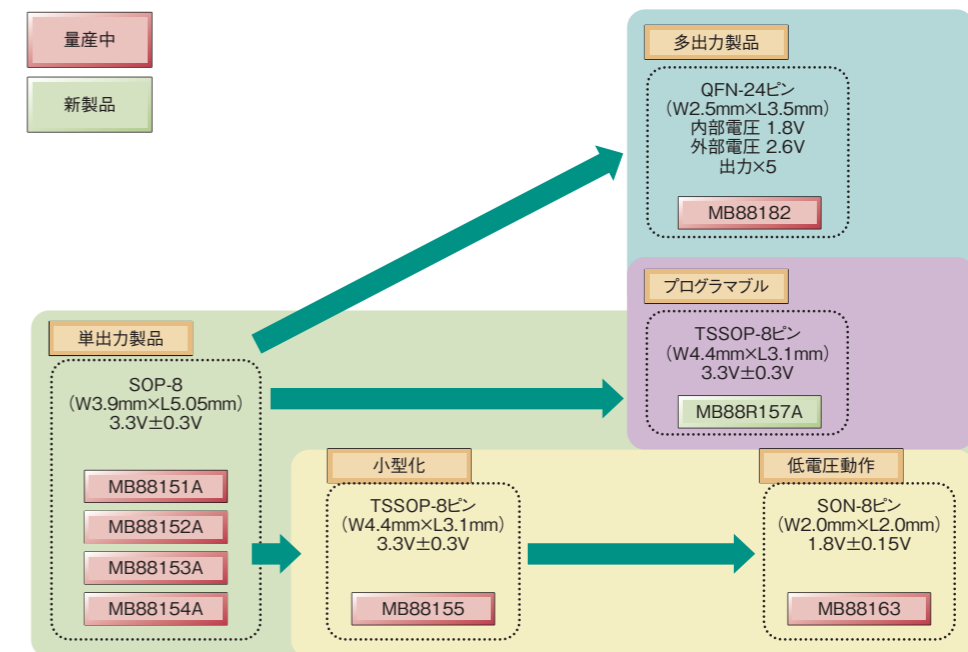 量産中
新製品
多出力製品
QFN-24ピン
（W2.5mm×L3.5mm）
内部電圧 1.8V
外部電圧 2.6V
出力×5
MB88182
プログラマブル
TSSOP-8ピン
（W4.4mm×L3.1mm）
3.3V±0.3V
MB88R157A
単出力製品
SOP-8
（W3.9mm×L5.05mm）
3.3V±0.3V
MB88151A
MB88152A
MB88153A
MB88154A
小型化
TSSOP-8ピン
（W4.4mm×L3.1mm）
3.3V±0.3V
MB88155
低電圧動作
SON-8ピン
（W2.0mm×L2.0mm）
1.8V±0.15V
MB88163